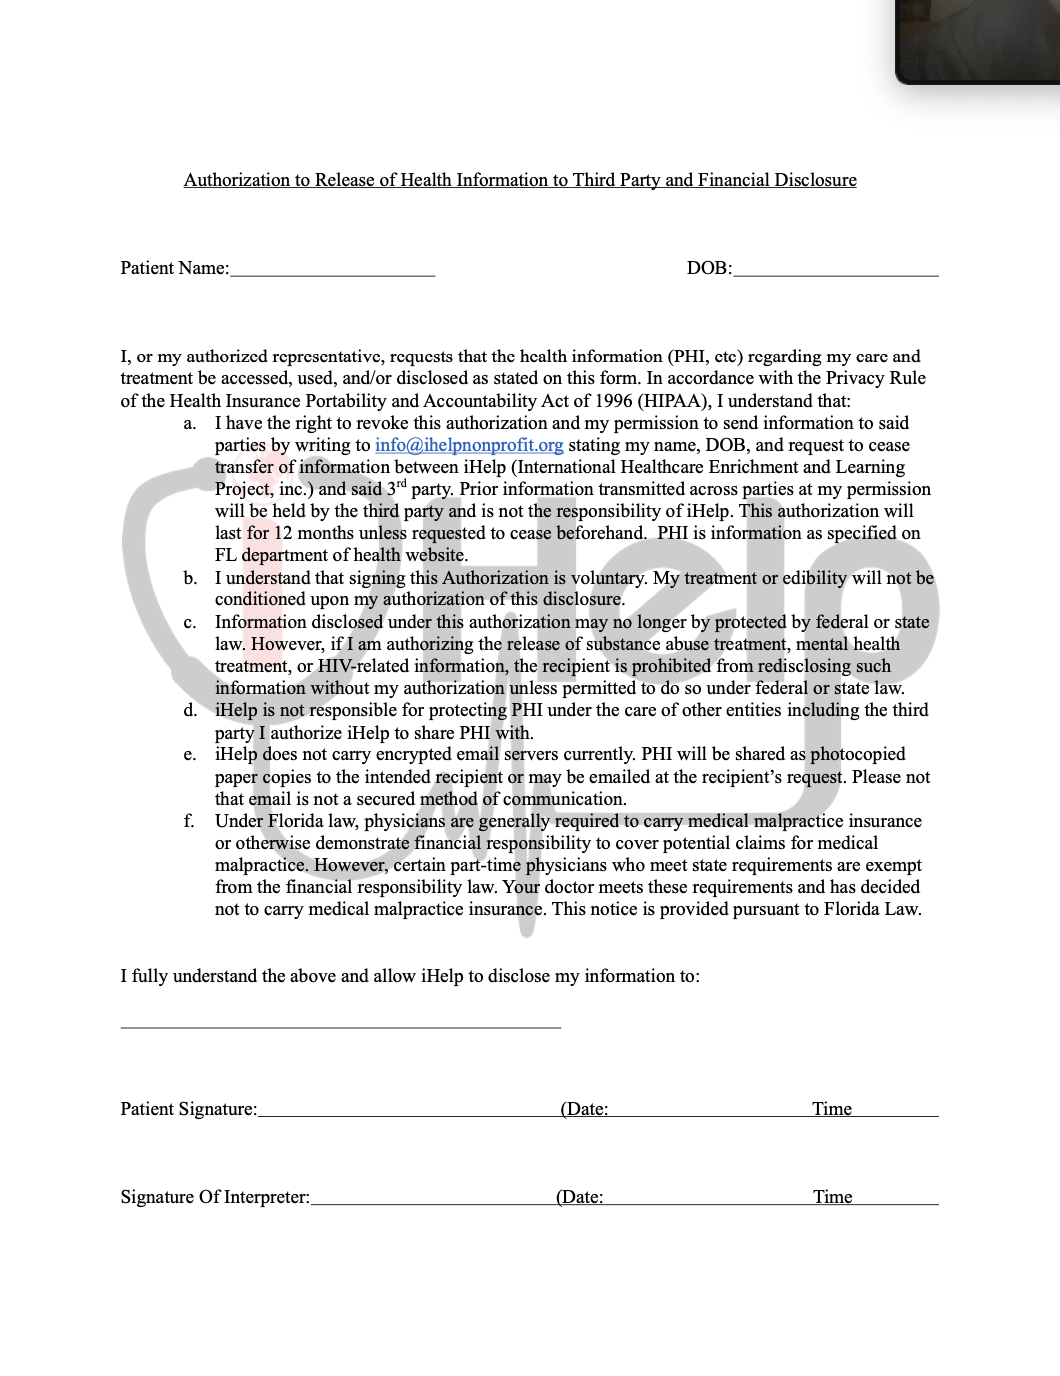 Authorization to Release of Health Information to Third Party and Financial Disclosure
Patient Name:____________________ DOB:____________________
I, or my authorized representative, requests that the health information (PHI, etc) regarding my care and
treatment be accessed, used, and/or disclosed as stated on this form. In accordance with the Privacy Rule
of the Health Insurance Portability and Accountability Act of 1996 (HIPAA), I understand that:
a. I have the right to revoke this authorization and my permission to send information to said
parties by writing to info@ihelpnonprofit.org stating my name, DOB, and request to cease
transfer of information between iHelp (International Healthcare Enrichment and Learning
Project, inc.) and said 3rd party. Prior information transmitted across parties at my permission
will be held by the third party and is not the responsibility of iHelp. This authorization will
last for 12 months unless requested to cease beforehand. PHI is information as specified on
FL department of health website.
b. I understand that signing this Authorization is voluntary. My treatment or edibility will not be
conditioned upon my authorization of this disclosure.
c. Information disclosed under this authorization may no longer by protected by federal or state
law. However, if I am authorizing the release of substance abuse treatment, mental health
treatment, or HIV-related information, the recipient is prohibited from redisclosing such
information without my authorization unless permitted to do so under federal or state law.
d. iHelp is not responsible for protecting PHI under the care of other entities including the third
party I authorize iHelp to share PHI with.
e. iHelp does not carry encrypted email servers currently. PHI will be shared as photocopied
paper copies to the intended recipient or may be emailed at the recipient’s request. Please not
that email is not a secured method of communication.
f. Under Florida law, physicians are generally required to carry medical malpractice insurance
or otherwise demonstrate financial responsibility to cover potential claims for medical
malpractice. However, certain part-time physicians who meet state requirements are exempt
from the financial responsibility law. Your doctor meets these requirements and has decided
not to carry medical malpractice insurance. This notice is provided pursuant to Florida Law.
iHelp
I fully understand the above and allow iHelp to disclose my information to:
Patient Signature:____________________(Date: Time
Signature Of Interpreter:____________________(Date: Time